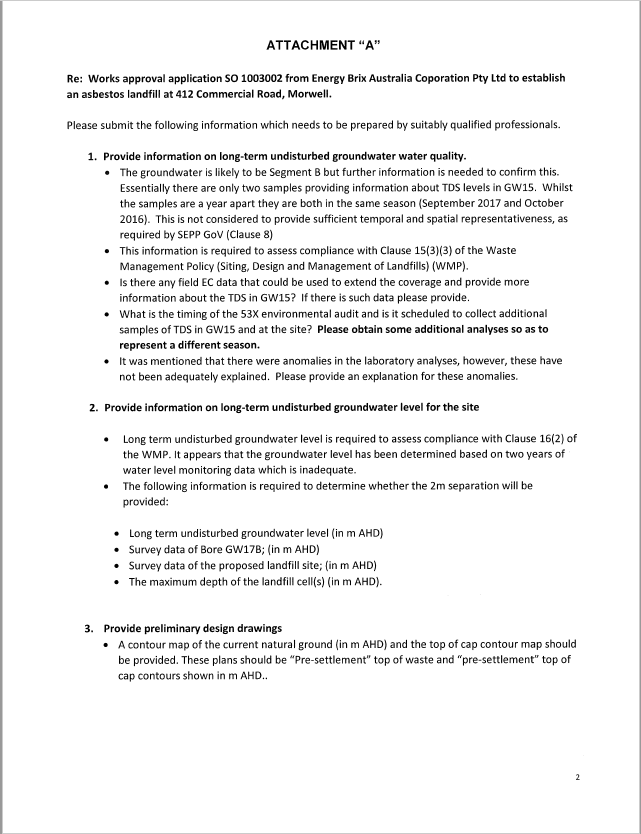 ATTACHMENT “A”
Re:  Works approval application SO 1003002 from Energy Brix Australia Coporation Pty Ltd to establish
an asbestos landfill at 412 Commercial Road, Morwell.
Please submit the following information which needs to be prepared by suitably qualified professionals.
1. Provide information on long-term undisturbed groundwater water quality.
• The groundwater is likely to be Segment B but further information is needed to confirm this.
Essentially there are only two samples providing information about TDS levels in GW15.  Whilst
the samples are a year apart they are both in the same season (September 2017 and October
2016).  This is not considered to provide sufficient temporal and spatial representativeness, as
required by SEPP GoV (Clause 8)
• This information is required to assess compliance with Clause 15(3)(3) of the Waste
Management Policy (Siting, Design and Management of Landfills) (WMP).
• Is there any field EC data that could be used to extend the coverage and provide more
information about the TDS in GW15?  If there is such data please provide.
• What is the timing of the 53X environmental audit and is it scheduled to collect additional
samples of TDS in GW15 and at the site?  Please obtain some additional analyses so as to
represent a different season.
• It was mentioned that there were anomalies in the laboratory analyses, however, these have
not been adequately explained.  Please provide an explanation for these anomalies.
2. Provide information on long-term undisturbed groundwater level for the site
• Long term undisturbed groundwater level is required to assess compliance with Clause 16(2) of
the WMP. It appears that the groundwater level has been determined based on two years of
water level monitoring data which is inadequate.
• The following information is required to determine whether the 2m separation will be
provided:
• Long term undisturbed groundwater level (in m AHD)
• Survey data of Bore GW17B; (in m AHD)
• Survey data of the proposed landfill site; (in m AHD)
• The maximum depth of the landfill cell(s) (in m AHD).
3. Provide preliminary design drawings
• A contour map of the current natural ground (in m AHD) and the top of cap contour map should
be provided. These plans should be “Pre-settlement” top of waste and “pre-settlement” top of
cap contours shown in m AHD..
2